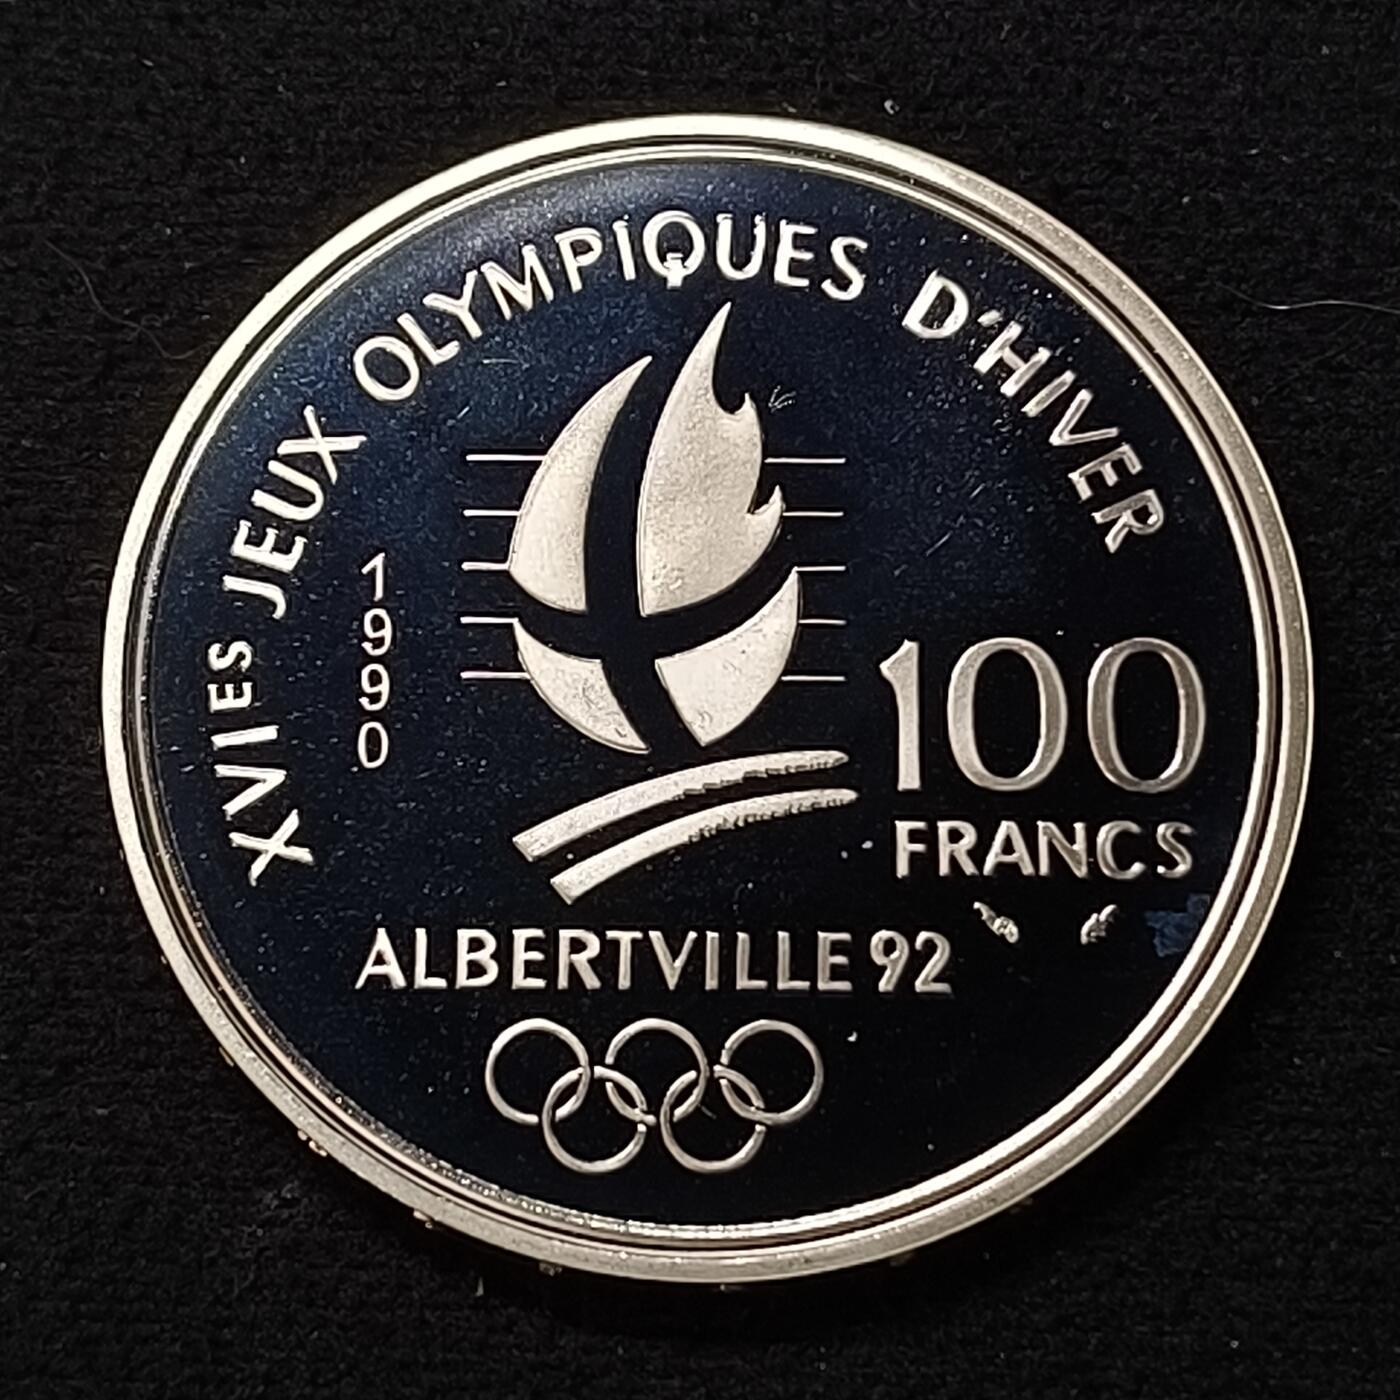 XVIES JEUX OLYMPIQUES D'HIVER
1990
100
FRANCS
ALBERTVILLE 92